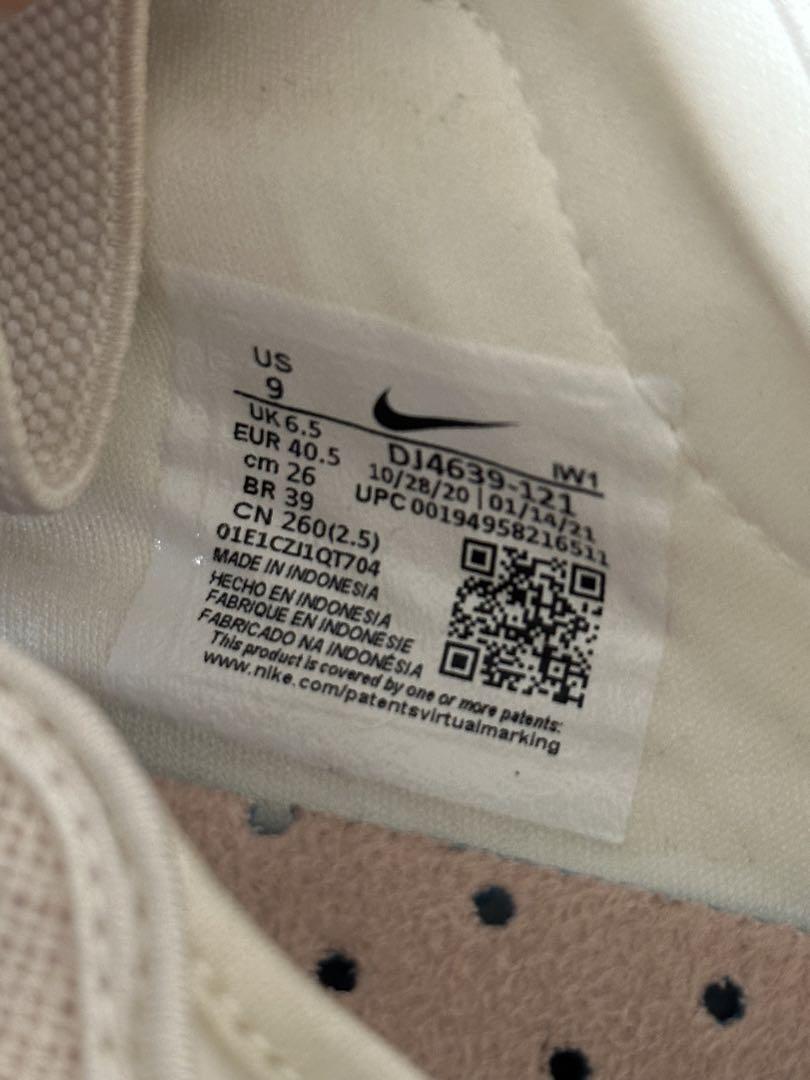 US
9
UK 6.5
EUR 40.5
cm 26
BR 39
CN 260(2.5)
01E1CZJ1QT704
MADE IN INDONESIA
HECHO EN INDONESIA
FABRIQUE EN INDONESIE
FABRICADO NA INDONÉSIA
This product is covered by one or more patents:
www.nike.com/patentsvirtualmarking
IW1
DJ4639-121
10/28/20 | 01/14/21
UPC 00194958216511